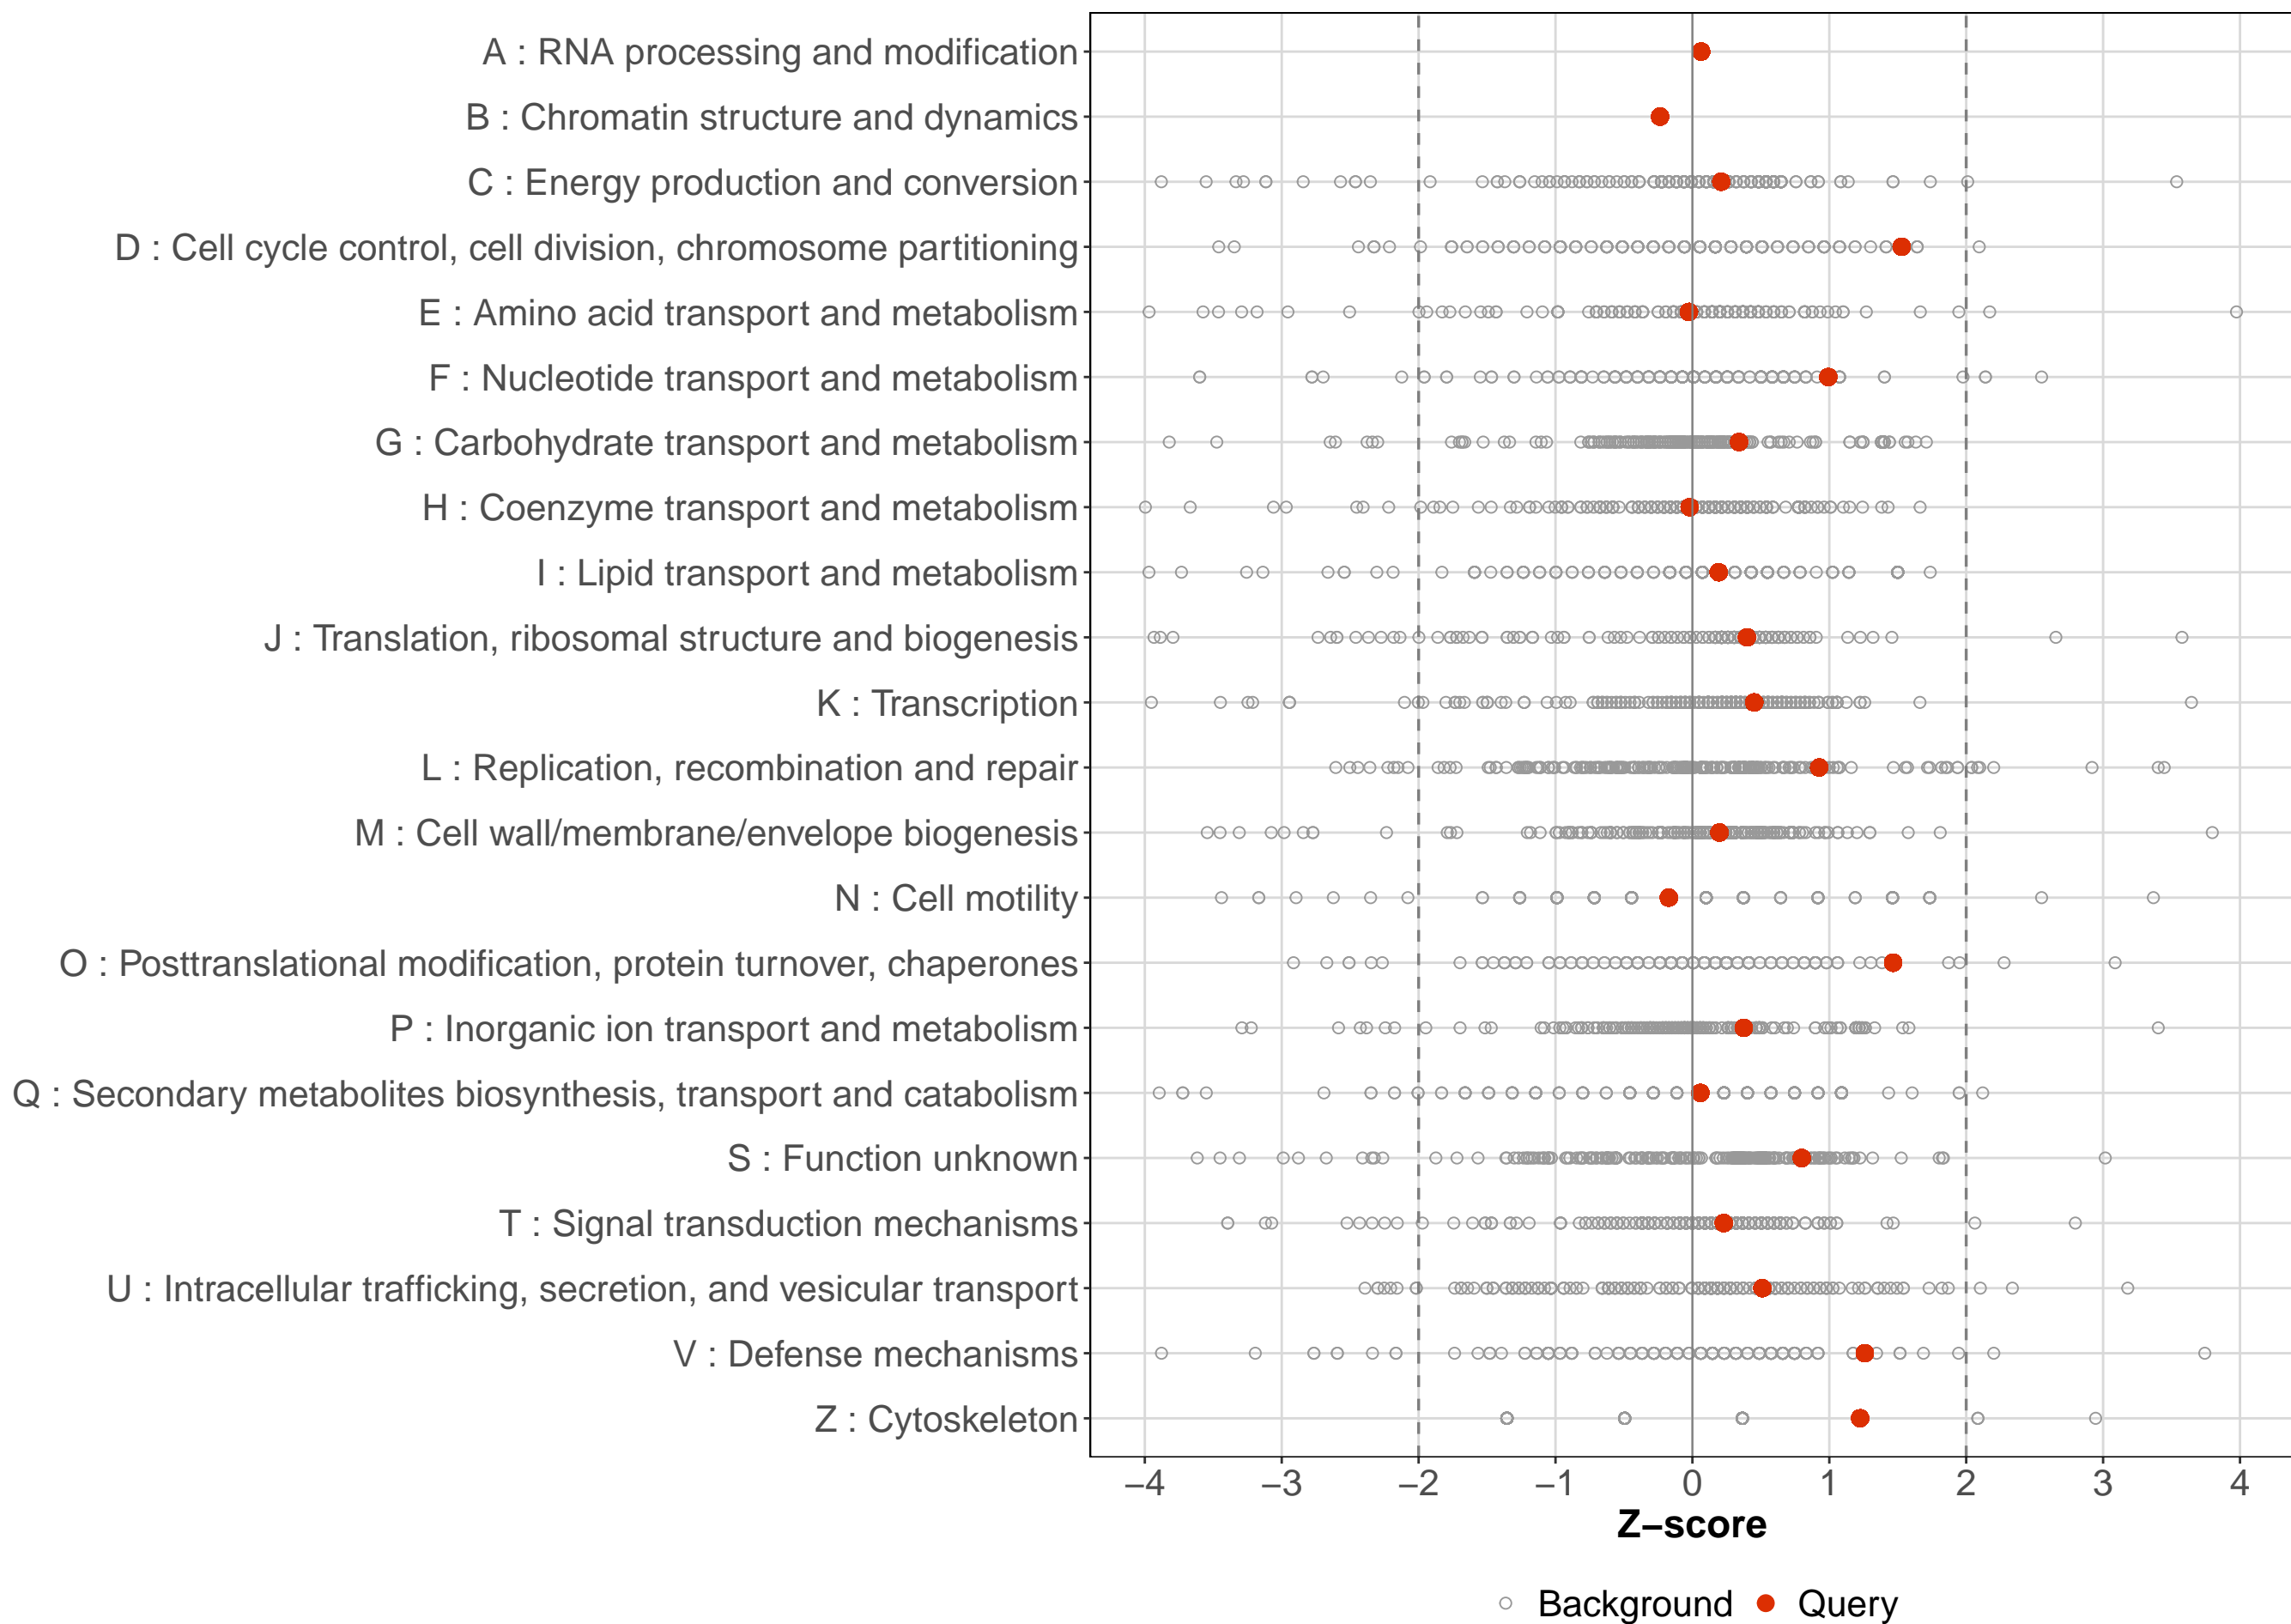 A : RNA processing and modification
B : Chromatin structure and dynamics
C : Energy production and conversion
D : Cell cycle control, cell division, chromosome partitioning
E : Amino acid transport and metabolism
F : Nucleotide transport and metabolism
G : Carbohydrate transport and metabolism
H : Coenzyme transport and metabolism
I : Lipid transport and metabolism
J : Translation, ribosomal structure and biogenesis
K : Transcription
L : Replication, recombination and repair
M : Cell wall/membrane/envelope biogenesis
N : Cell motility
O : Posttranslational modification, protein turnover, chaperones
P : Inorganic ion transport and metabolism
Q : Secondary metabolites biosynthesis, transport and catabolism
S : Function unknown
T : Signal transduction mechanisms
U : Intracellular trafficking, secretion, and vesicular transport
V : Defense mechanisms
Z : Cytoskeleton
−4 −3 −2 −1 0 1 2 3 4
Z−score
Background Query